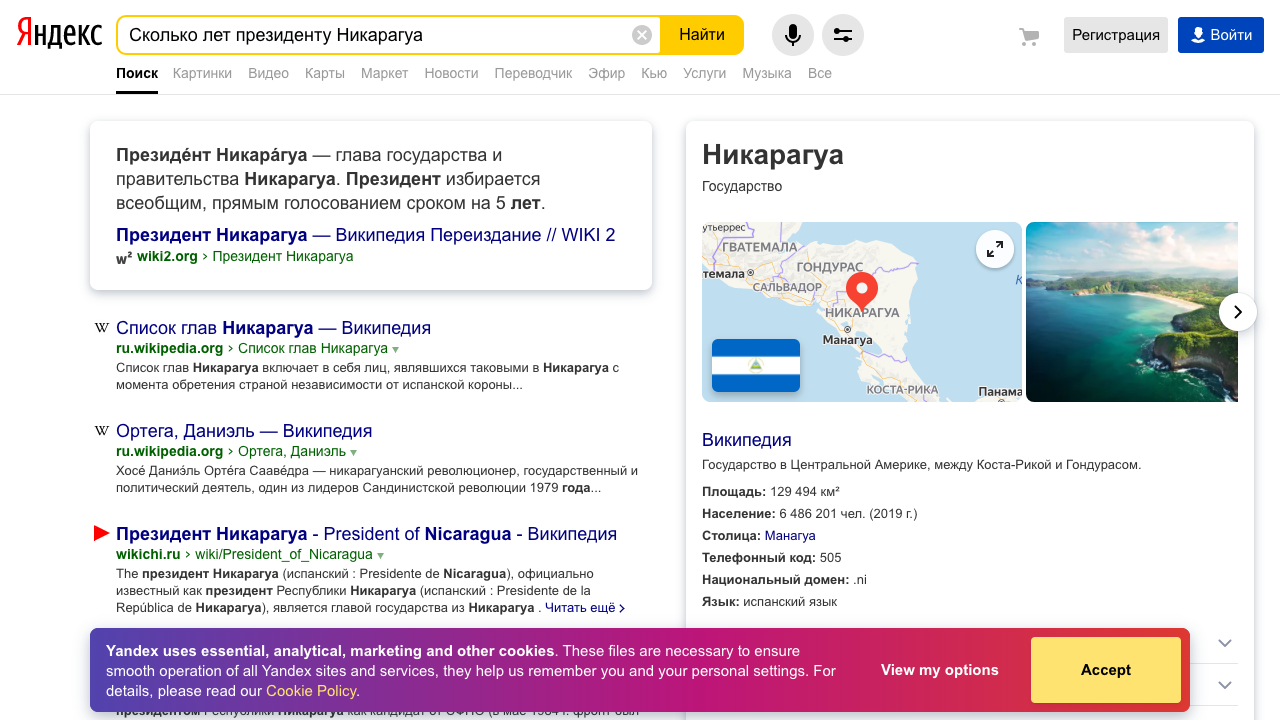 Яндекс
Сколько лет президенту Никарагуа
Найти
Регистрация
Войти
Поиск Картинки Видео Карты Маркет Новости Переводчик Эфир Кью Услуги Музыка Все
Президе́нт Никара́гуа — глава государства и
правительства Никарагуа. Президент избирается
всеобщим, прямым голосованием сроком на 5 лет.
Президент Никарагуа — Википедия Переиздание // WIKI 2
w² wiki2.org › Президент Никарагуа
W Список глав Никарагуа — Википедия
ru.wikipedia.org › Список глав Никарагуа
Список глав Никарагуа включает в себя лиц, являвшихся таковыми в Никарагуа с
момента обретения страной независимости от испанской короны...
W Ортега, Даниэль — Википедия
ru.wikipedia.org › Ортега, Даниэль
Хосе́ Даниэ́ль Орте́га Сааве́дра — никарагуанский революционер, государственный и
политический деятель, один из лидеров Сандинистской революции 1979 года...
Президент Никарагуа - President of Nicaragua - Википедия
wikichi.ru › wiki/President_of_Nicaragua
The президент Никарагуа (испанский : Presidente de Nicaragua), официально
известный как президент Республики Никарагуа (испанский : Presidente de la
República de Никарагуа), является главой государства из Никарагуа . Читать ещё ›
Никарагуа
Государство
утьеррес
ГВАТЕМАЛА
темала
ГОНДУРАС
САЛЬВАДОР
НИКАРАГУА
Манагуа
КОСТА-РИКА
Панама
Википедия
Государство в Центральной Америке, между Коста-Рикой и Гондурасом.
Площадь: 129 494 км²
Население: 6 486 201 чел. (2019 г.)
Столица: Манагуа
Телефонный код: 505
Национальный домен: .ni
Язык: испанский язык
Yandex uses essential, analytical, marketing and other cookies. These files are necessary to ensure
smooth operation of all Yandex sites and services, they help us remember you and your personal settings. For
details, please read our Cookie Policy.
View my options
Accept